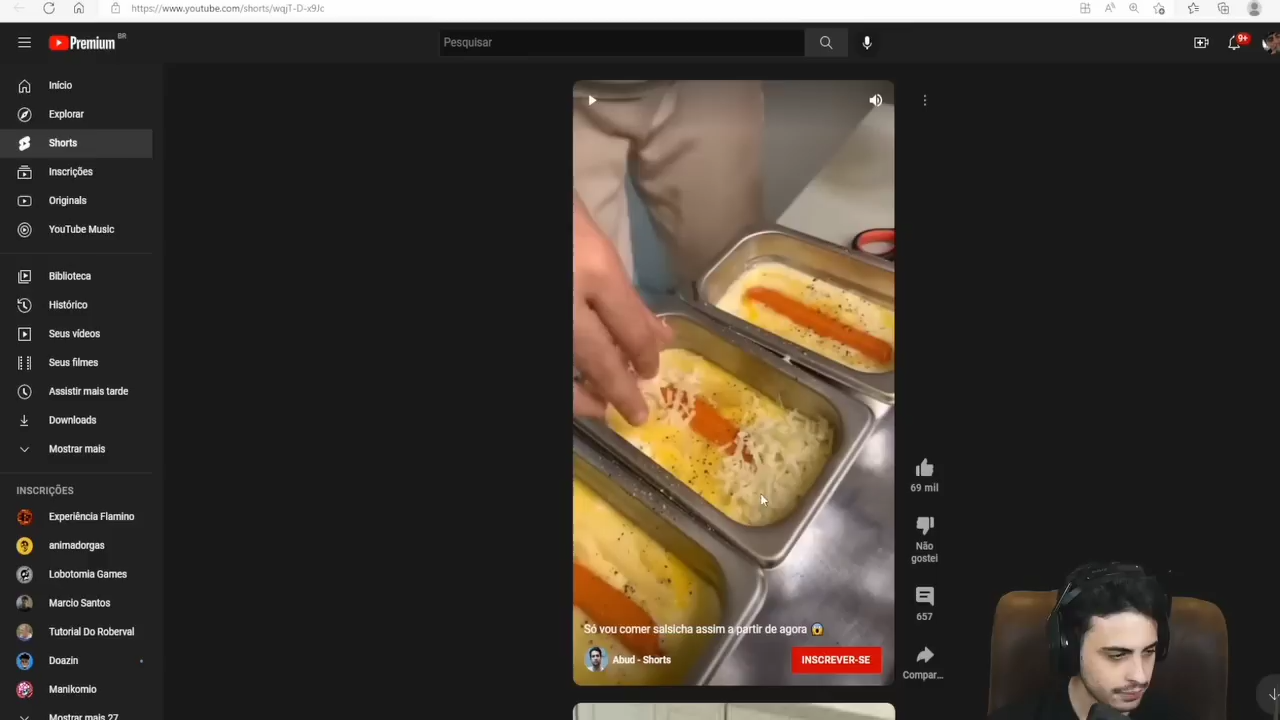 https://www.youtube.com/shorts/wqjT-D-x9Jc
Premium BR
Pesquisar
9+
Início
Explorar
Shorts
Inscrições
Originals
YouTube Music
Biblioteca
Histórico
Seus vídeos
Seus filmes
Assistir mais tarde
Downloads
Mostrar mais
INSCRIÇÕES
Experiência Flamino
animadorgas
Lobotomia Games
Marcio Santos
Tutorial Do Roberval
Doazin
Manikomio
Mostrar mais 27
69 mil
Não
gostei
657
Compar...
Só vou comer salsicha assim a partir de agora 😱
Abud - Shorts
INSCREVER-SE